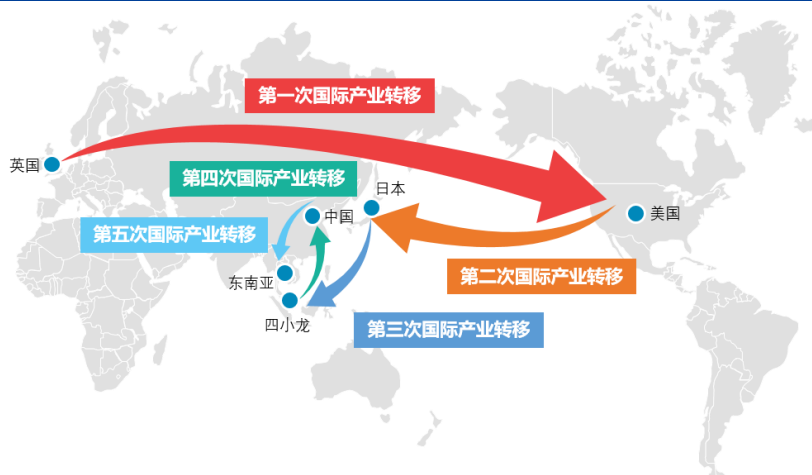 第一次国际产业转移
英国
第四次国际产业转移
日本
中国
美国
第五次国际产业转移
东南亚
第二次国际产业转移
四小龙
第三次国际产业转移